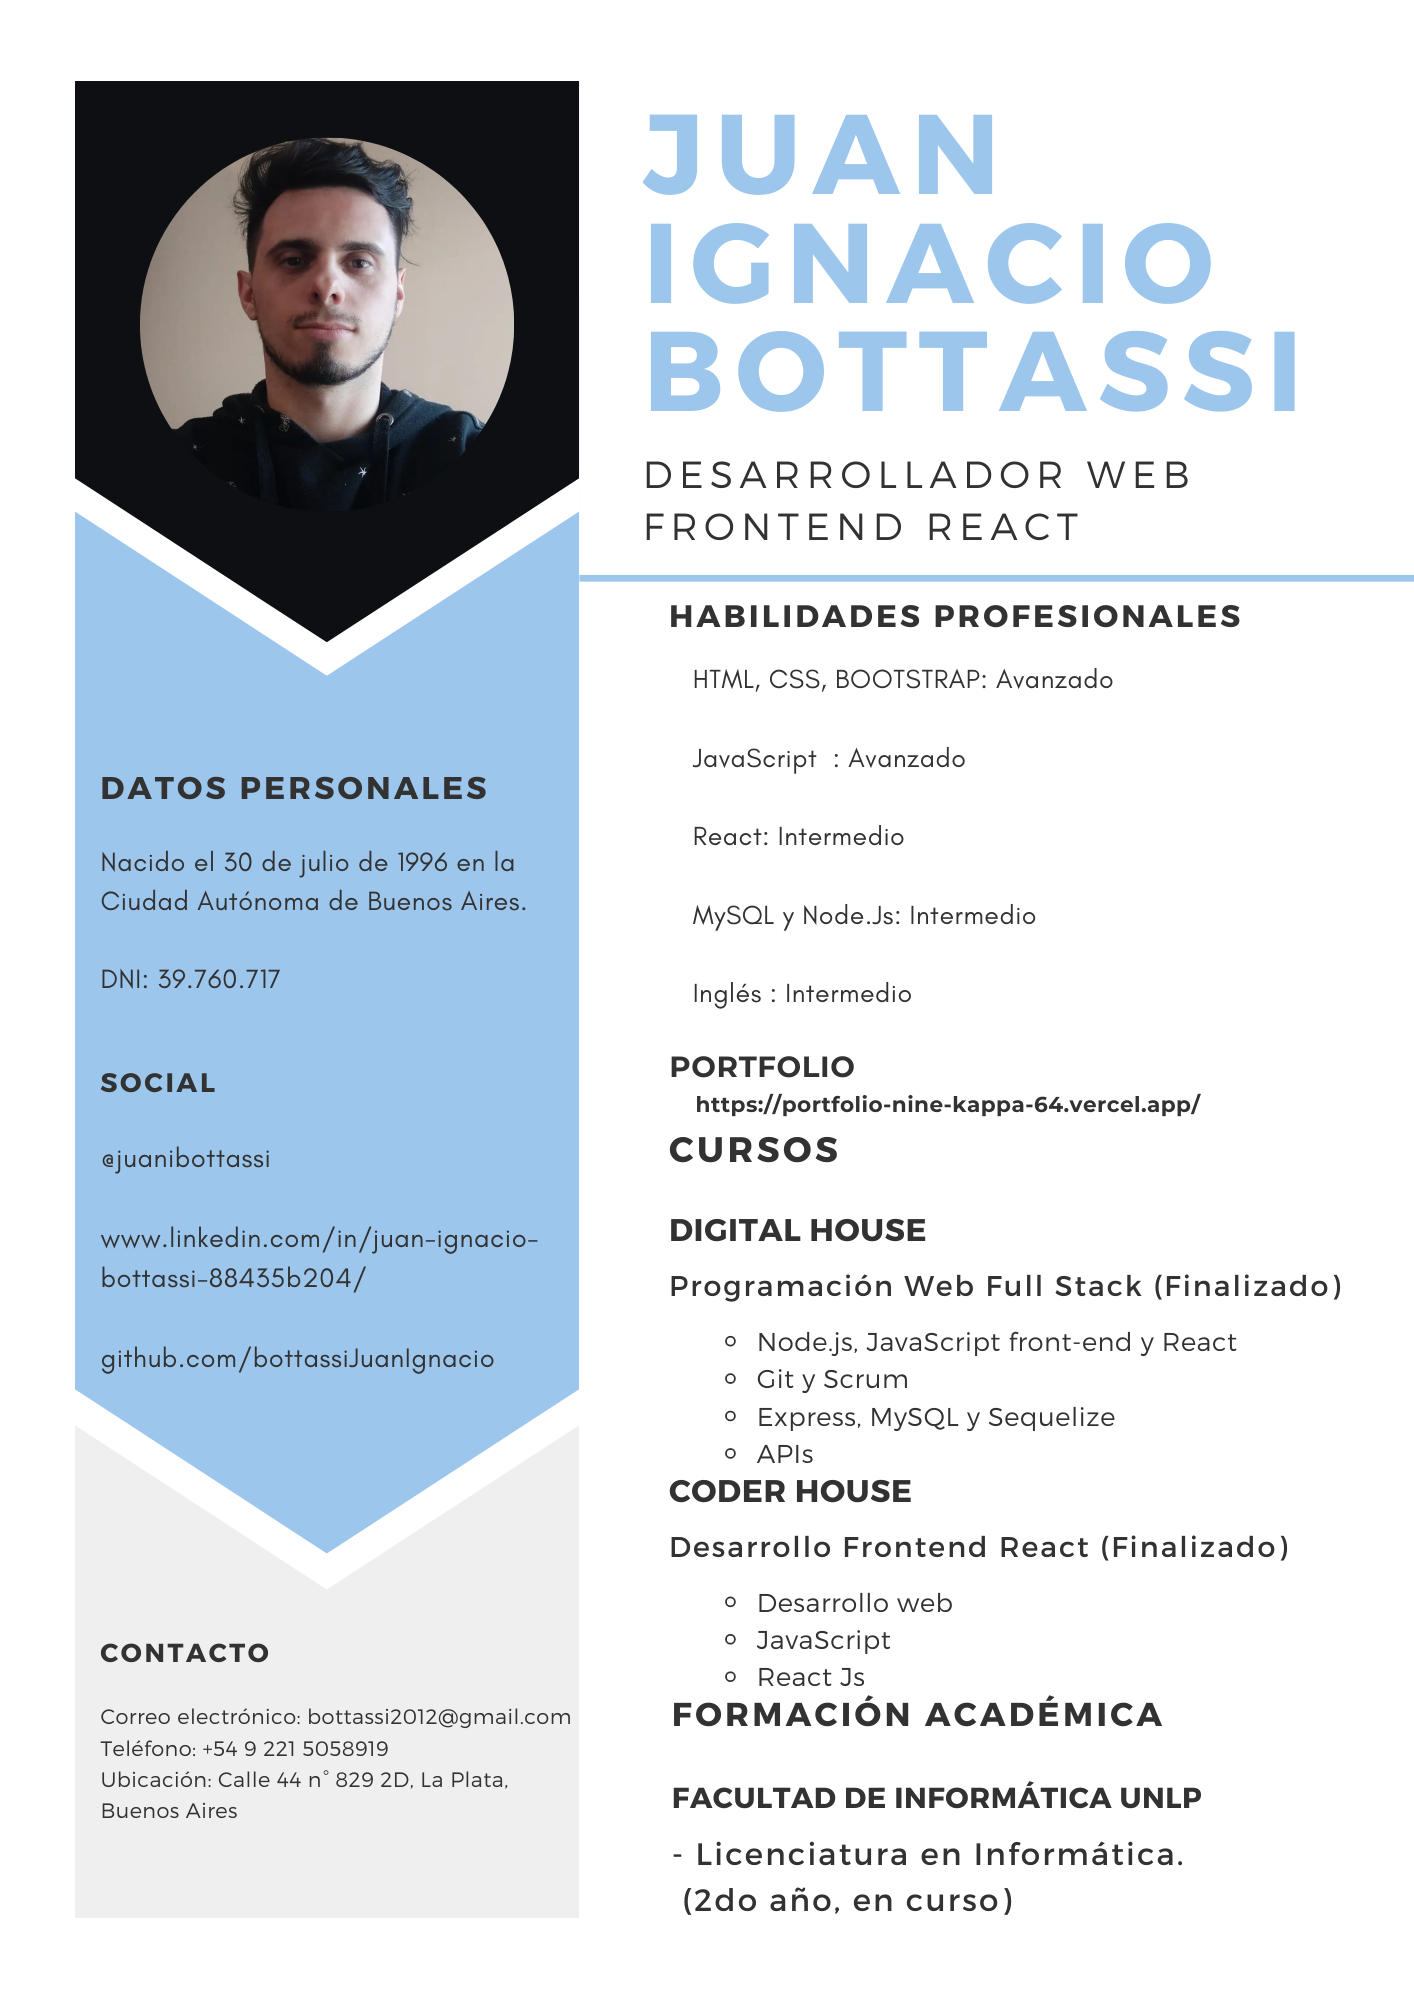 JUAN
IGNACIO
BOTTASSI
DESARROLLADOR WEB
FRONTEND REACT
DATOS PERSONALES
Nacido el 30 de julio de 1996 en la
Ciudad Autónoma de Buenos Aires.
DNI: 39.760.717
SOCIAL
@juanibottassi
www.linkedin.com/in/juan-ignacio-
bottassi-88435b204/
github.com/bottassiJuanIgnacio
CONTACTO
Correo electrónico: bottassi2012@gmail.com
Teléfono: +54 9 221 5058919
Ubicación: Calle 44 n° 829 2D, La Plata,
Buenos Aires
HABILIDADES PROFESIONALES
HTML, CSS, BOOTSTRAP: Avanzado
JavaScript : Avanzado
React: Intermedio
MySQL y Node.Js: Intermedio
Inglés : Intermedio
PORTFOLIO
https://portfolio-nine-kappa-64.vercel.app/
CURSOS
DIGITAL HOUSE
Programación Web Full Stack (Finalizado)
Node.js, JavaScript front-end y React
Git y Scrum
Express, MySQL y Sequelize
APIs
CODER HOUSE
Desarrollo Frontend React (Finalizado)
Desarrollo web
JavaScript
React Js
FORMACIÓN ACADÉMICA
FACULTAD DE INFORMÁTICA UNLP
- Licenciatura en Informática.
(2do año, en curso)